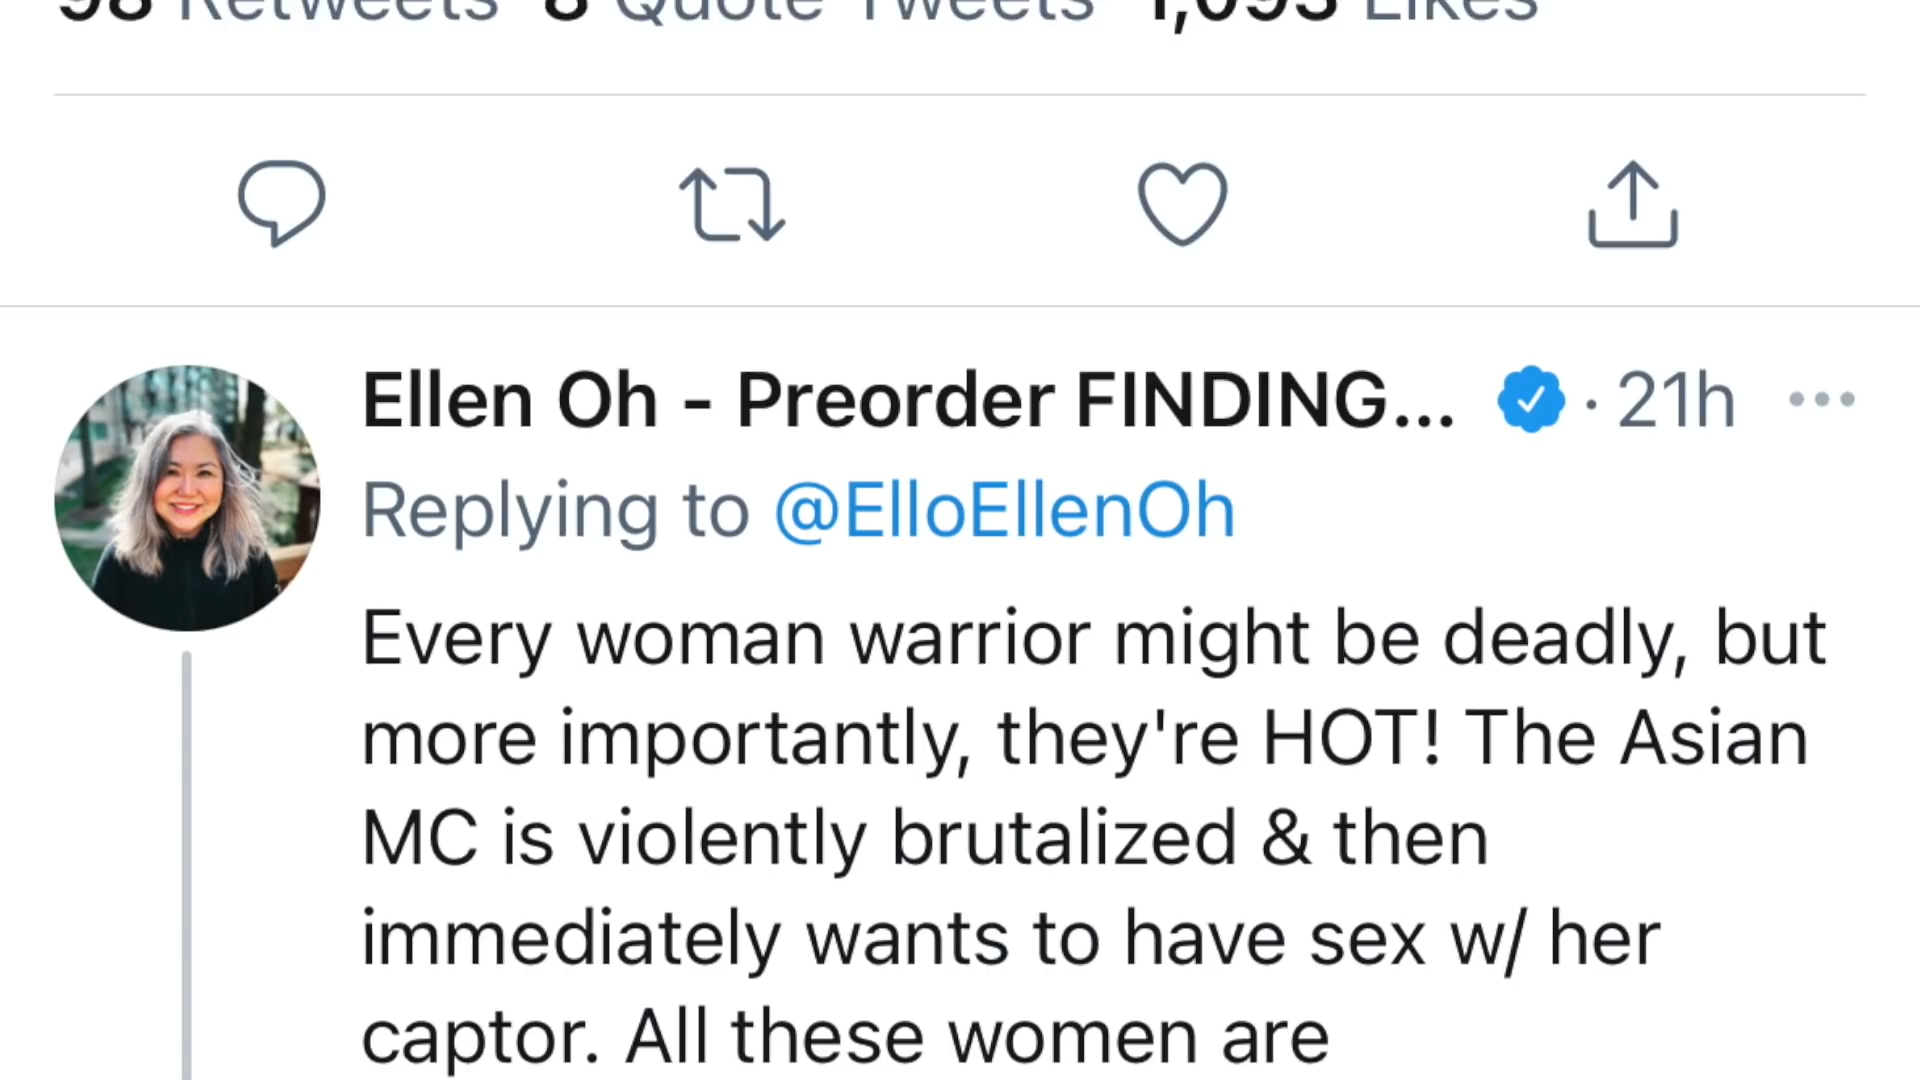 98 Retweets 8 Quote Tweets 1,093 Likes
Ellen Oh - Preorder FINDING... · 21h
Replying to @ElloEllenOh
Every woman warrior might be deadly, but
more importantly, they're HOT! The Asian
MC is violently brutalized & then
immediately wants to have sex w/ her
captor. All these women are